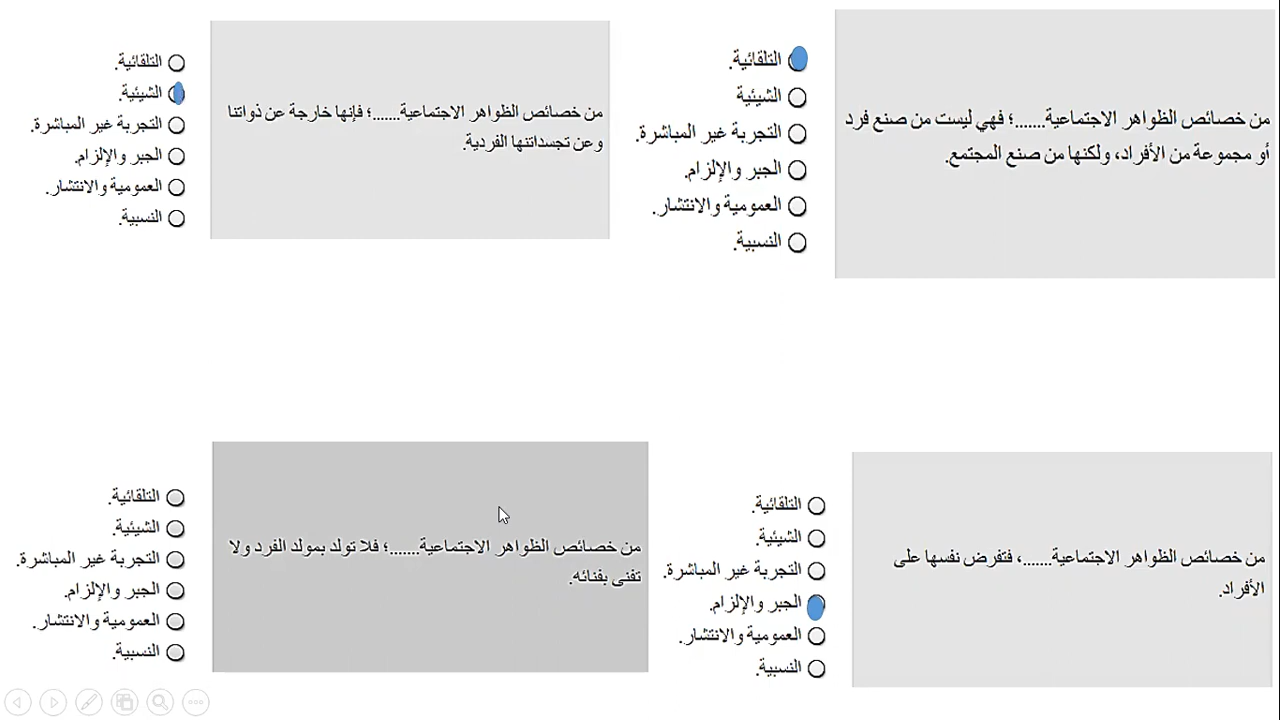 من خصائص الظواهر الاجتماعية.......؛ فهي ليست من صنع فرد
أو مجموعة من الأفراد، ولكنها من صنع المجتمع.
التلقائية.
الشيئية
التجربة غير المباشرة.
الجبر والإلزام.
العمومية والانتشار.
النسبية.
من خصائص الظواهر الاجتماعية.......؛ فإنها خارجة عن ذواتنا
وعن تجسداتنها الفردية.
التلقائية.
الشيئية.
التجربة غير المباشرة.
الجبر والإلزام.
العمومية والانتشار.
النسبية.
من خصائص الظواهر الاجتماعية.......، فتفرض نفسها على
الأفراد.
التلقائية.
الشيئية.
التجربة غير المباشرة.
الجبر والإلزام.
العمومية والانتشار.
النسبية.
من خصائص الظواهر الاجتماعية.......؛ فلا تولد بمولد الفرد ولا
تفنى بفنائه.
التلقائية.
الشيئية.
التجربة غير المباشرة.
الجبر والإلزام.
العمومية والانتشار.
النسبية.